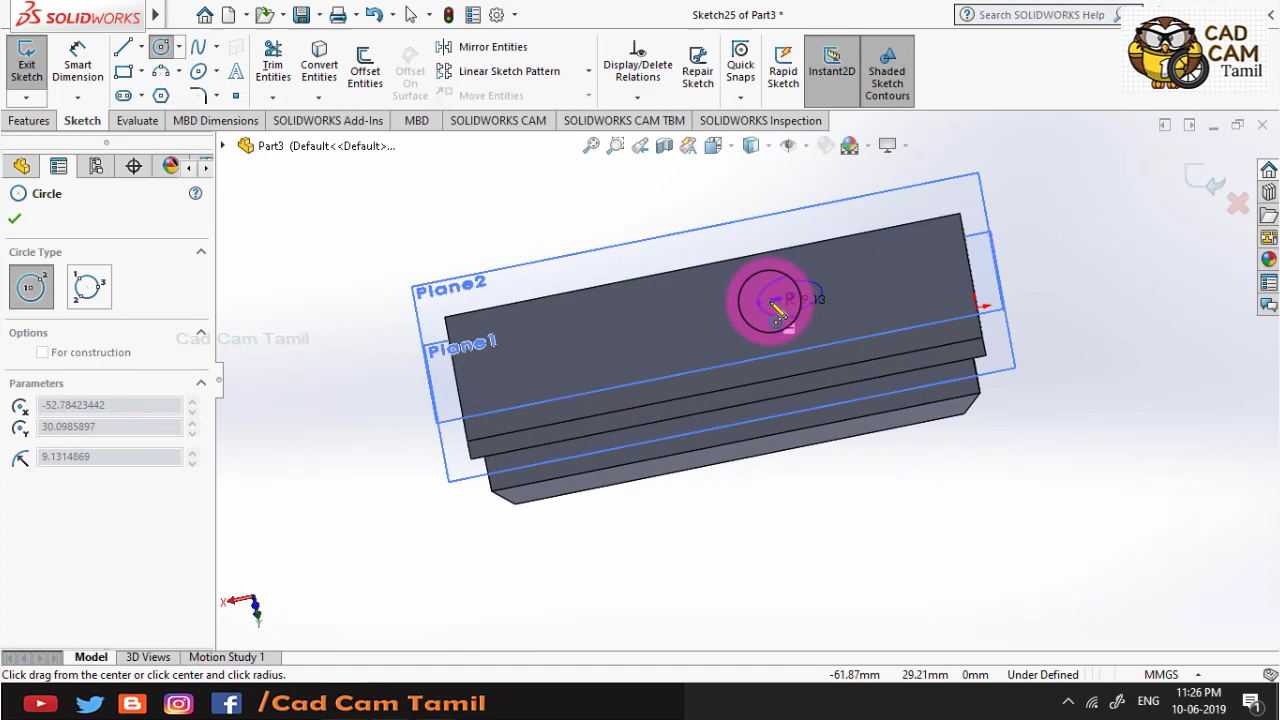 SOLIDWORKS
Sketch25 of Part3 *
Search SOLIDWORKS Help
CAD
CAM
Tamil
Exit
Sketch
Smart
Dimension
Trim
Entities
Convert
Entities
Offset
Entities
Offset
On
Surface
Mirror Entities
Linear Sketch Pattern
Move Entities
Display/Delete
Relations
Repair
Sketch
Quick
Snaps
Rapid
Sketch
Instant2D
Shaded
Sketch
Contours
Features
Sketch
Evaluate
MBD Dimensions
SOLIDWORKS Add-Ins
MBD
SOLIDWORKS CAM
SOLIDWORKS CAM TBM
SOLIDWORKS Inspection
Part3 (Default<<Default>...
Circle
Circle Type
Options
For construction
Cad Cam Tamil
Parameters
-52.78423442
30.0985897
9.1314869
Plane2
Plane1
R 9.13
X
Y
Model
3D Views
Motion Study 1
Click drag from the center or click center and click radius.
-61.87mm
29.21mm
0mm
Under Defined
MMGS
/Cad Cam Tamil
ENG
11:26 PM
10-06-2019